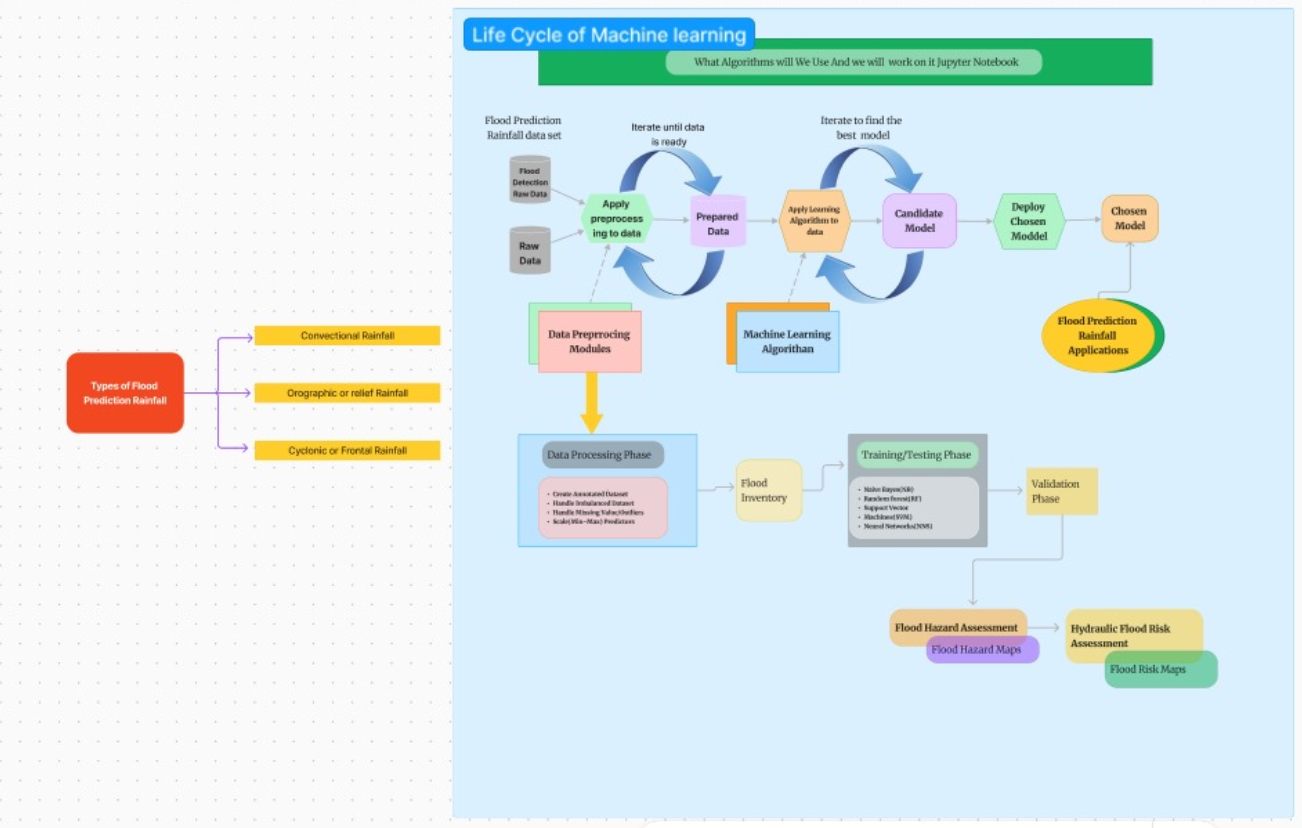 Life Cycle of Machine learning
What Algorithms will We Use And we will work on it Jupyter Notebook
Flood Prediction
Rainfall data set
Iterate until data
is ready
Iterate to find the
best model
Flood
Detection
Raw Data
Raw
Data
Apply
preprocess
ing to data
Prepared
Data
Apply Learning
Algorithm to
data
Candidate
Model
Deploy
Chosen
Moddel
Chosen
Model
Data Preprrocing
Modules
Machine Learning
Algorithan
Flood Prediction
Rainfall
Applications
Types of Flood
Prediction Rainfall
Convectional Rainfall
Orographic or relief Rainfall
Cyclonic or Frontal Rainfall
Data Processing Phase
• Create Annotated Dataset
• Handle Imbalanced Dataset
• Handle Missing Value/Outliers
• Scale(Min-Max) Predictors
Flood
Inventory
Training/Testing Phase
• Naive Bayes(NB)
• Random forest(RF)
• Support Vector
• Machines(SVM)
• Neural Networks(NNS)
Validation
Phase
Flood Hazard Assessment
Flood Hazard Maps
Hydraulic Flood Risk
Assessment
Flood Risk Maps